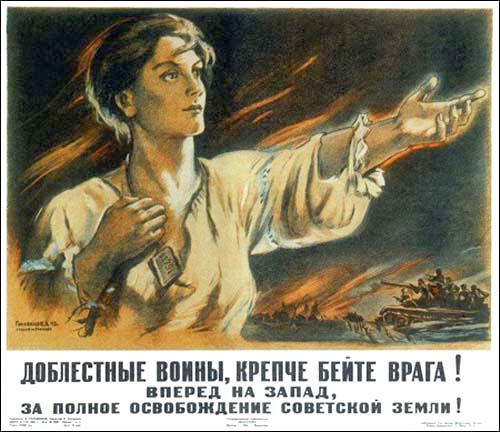 ДОБЛЕСТНЫЕ ВОИНЫ, КРЕПЧЕ БЕЙТЕ ВРАГА!
ВПЕРЕД НА ЗАПАД,
ЗА ПОЛНОЕ ОСВОБОЖДЕНИЕ СОВЕТСКОЙ ЗЕМЛИ!